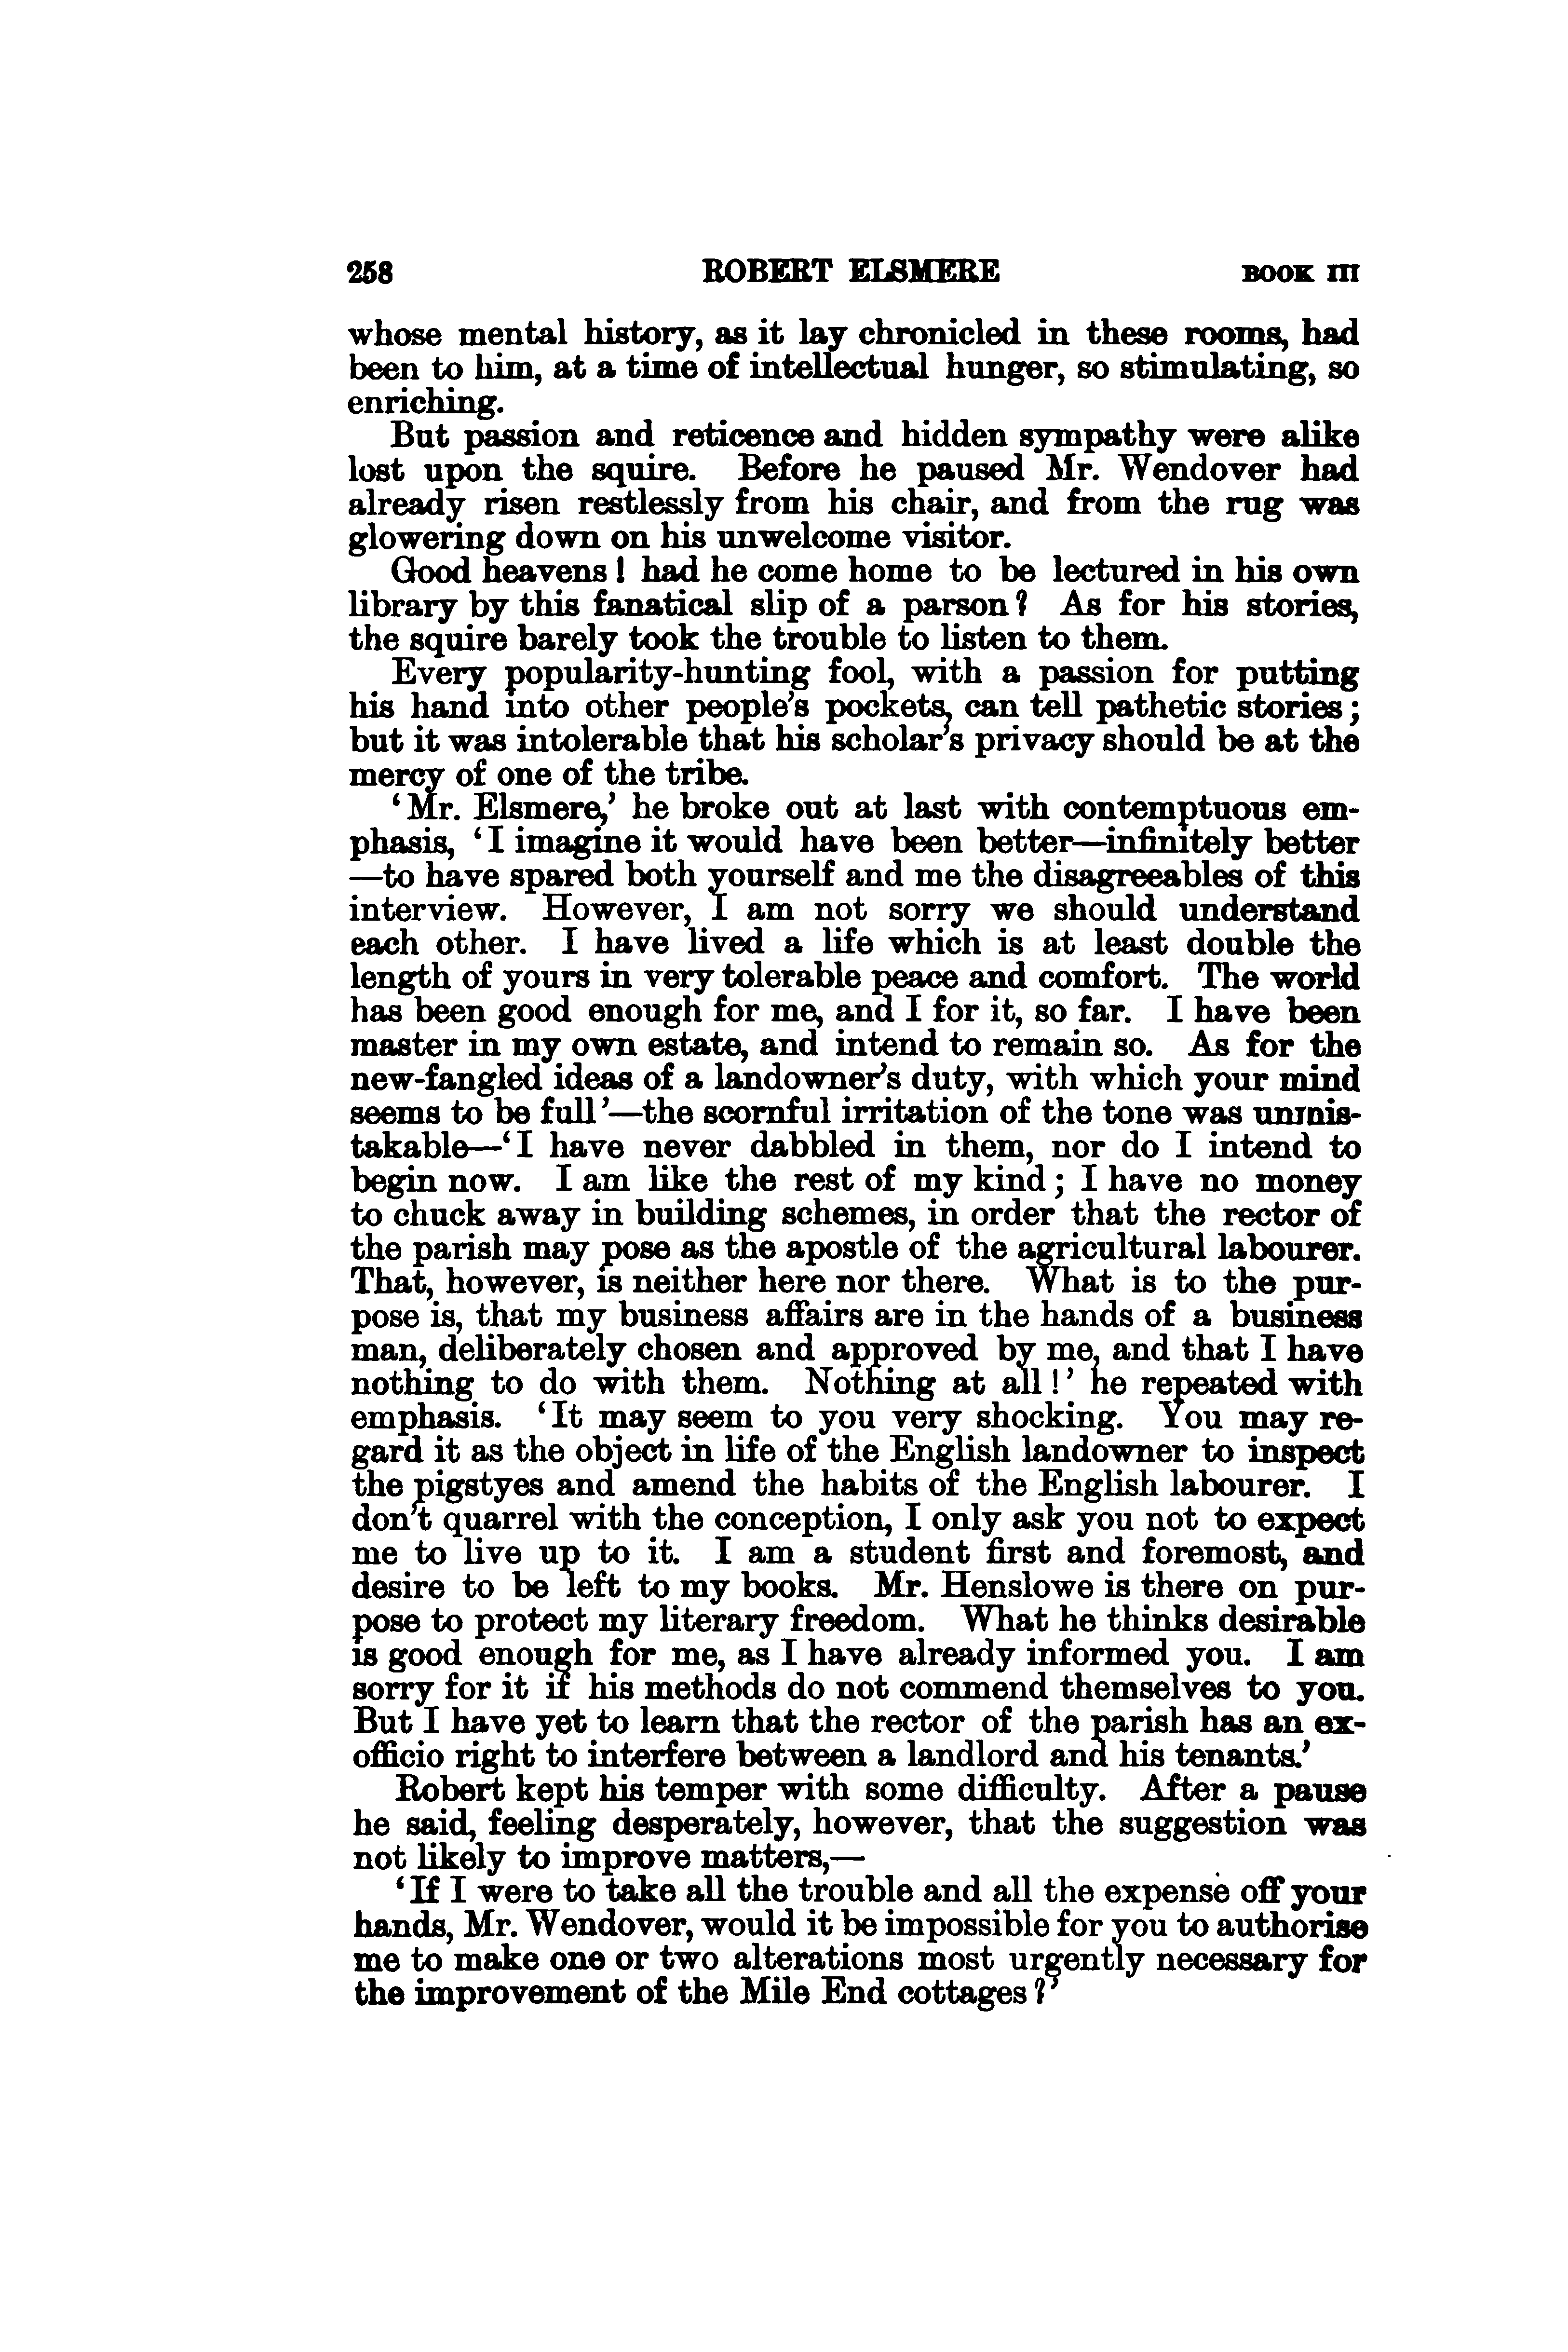 258 ROBERT ELSMERE BOOK III
whose mental history, as it lay chronicled in these rooms, had
been to him, at a time of intellectual hunger, so stimulating, so
enriching.
But passion and reticence and hidden sympathy were alike
lost upon the squire. Before he paused Mr. Wendover had
already risen restlessly from his chair, and from the rug was
glowering down on his unwelcome visitor.
Good heavens! had he come home to be lectured in his own
library by this fanatical slip of a parson? As for his stories,
the squire barely took the trouble to listen to them.
Every popularity-hunting fool, with a passion for putting
his hand into other people's pockets, can tell pathetic stories;
but it was intolerable that his scholar's privacy should be at the
mercy of one of the tribe.
‘Mr. Elsmere,’ he broke out at last with contemptuous em-
phasis, ‘I imagine it would have been better—infinitely better
—to have spared both yourself and me the disagreeables of this
interview. However, I am not sorry we should understand
each other. I have lived a life which is at least double the
length of yours in very tolerable peace and comfort. The world
has been good enough for me, and I for it, so far. I have been
master in my own estate, and intend to remain so. As for the
new-fangled ideas of a landowner's duty, with which your mind
seems to be full’—the scornful irritation of the tone was unmis-
takable—‘I have never dabbled in them, nor do I intend to
begin now. I am like the rest of my kind; I have no money
to chuck away in building schemes, in order that the rector of
the parish may pose as the apostle of the agricultural labourer.
That, however, is neither here nor there. What is to the pur-
pose is, that my business affairs are in the hands of a business
man, deliberately chosen and approved by me, and that I have
nothing to do with them. Nothing at all!’ he repeated with
emphasis. ‘It may seem to you very shocking. You may re-
gard it as the object in life of the English landowner to inspect
the pigstyes and amend the habits of the English labourer. I
don't quarrel with the conception, I only ask you not to expect
me to live up to it. I am a student first and foremost, and
desire to be left to my books. Mr. Henslowe is there on pur-
pose to protect my literary freedom. What he thinks desirable
is good enough for me, as I have already informed you. I am
sorry for it if his methods do not commend themselves to you.
But I have yet to learn that the rector of the parish has an ex-
officio right to interfere between a landlord and his tenants.’
Robert kept his temper with some difficulty. After a pause
he said, feeling desperately, however, that the suggestion was
not likely to improve matters,—
‘If I were to take all the trouble and all the expense off your
hands, Mr. Wendover, would it be impossible for you to authorise
me to make one or two alterations most urgently necessary for
the improvement of the Mile End cottages?’